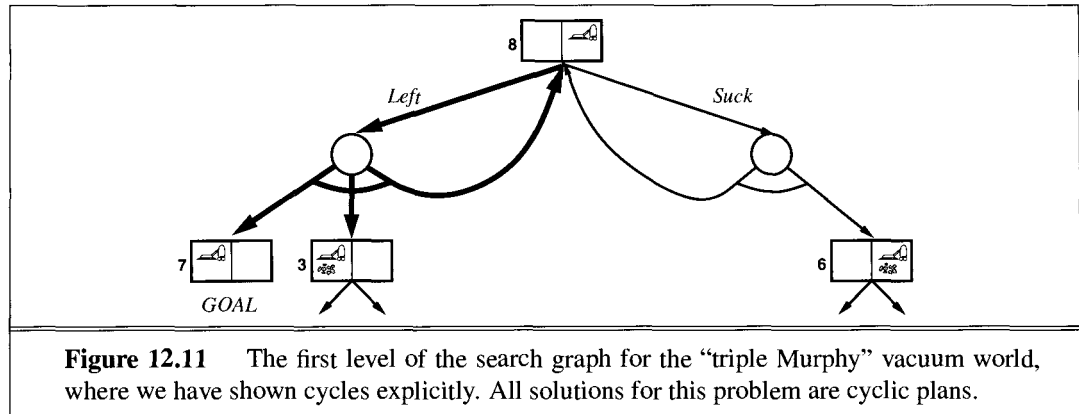 8
Left
Suck
7
3
6
GOAL
Figure 12.11 The first level of the search graph for the “triple Murphy” vacuum world,
where we have shown cycles explicitly. All solutions for this problem are cyclic plans.